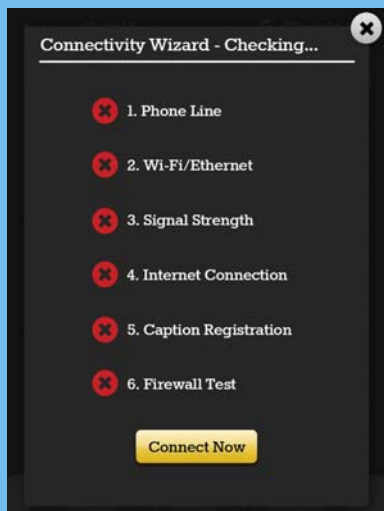 Connectivity Wizard - Checking...
1. Phone Line
2. Wi-Fi/Ethernet
3. Signal Strength
4. Internet Connection
5. Caption Registration
6. Firewall Test
Connect Now